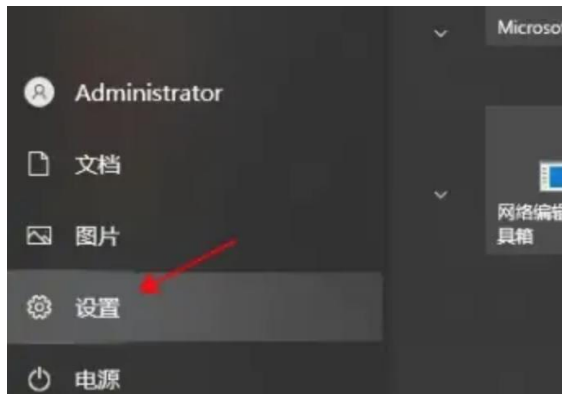 Microso
Administrator
文档
图片
网络编辑
具箱
设置
电源